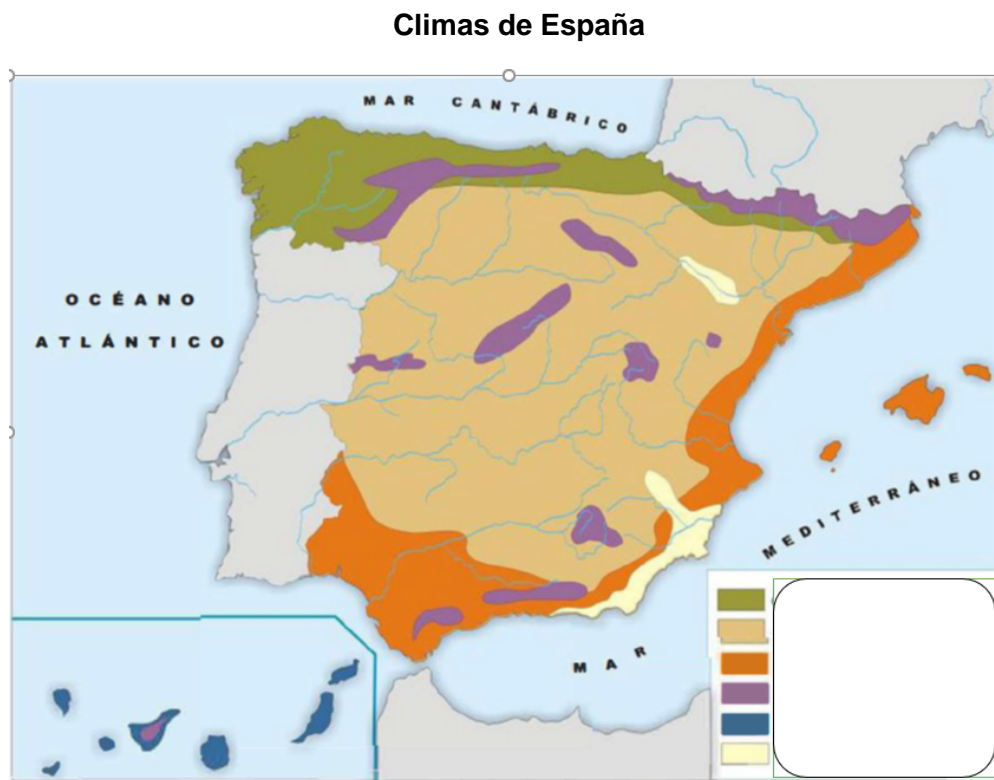 Climas de España
MAR CANTÁBRICO
OCÉANO
ATLÁNTICO
MAR MEDITERRÁNEO